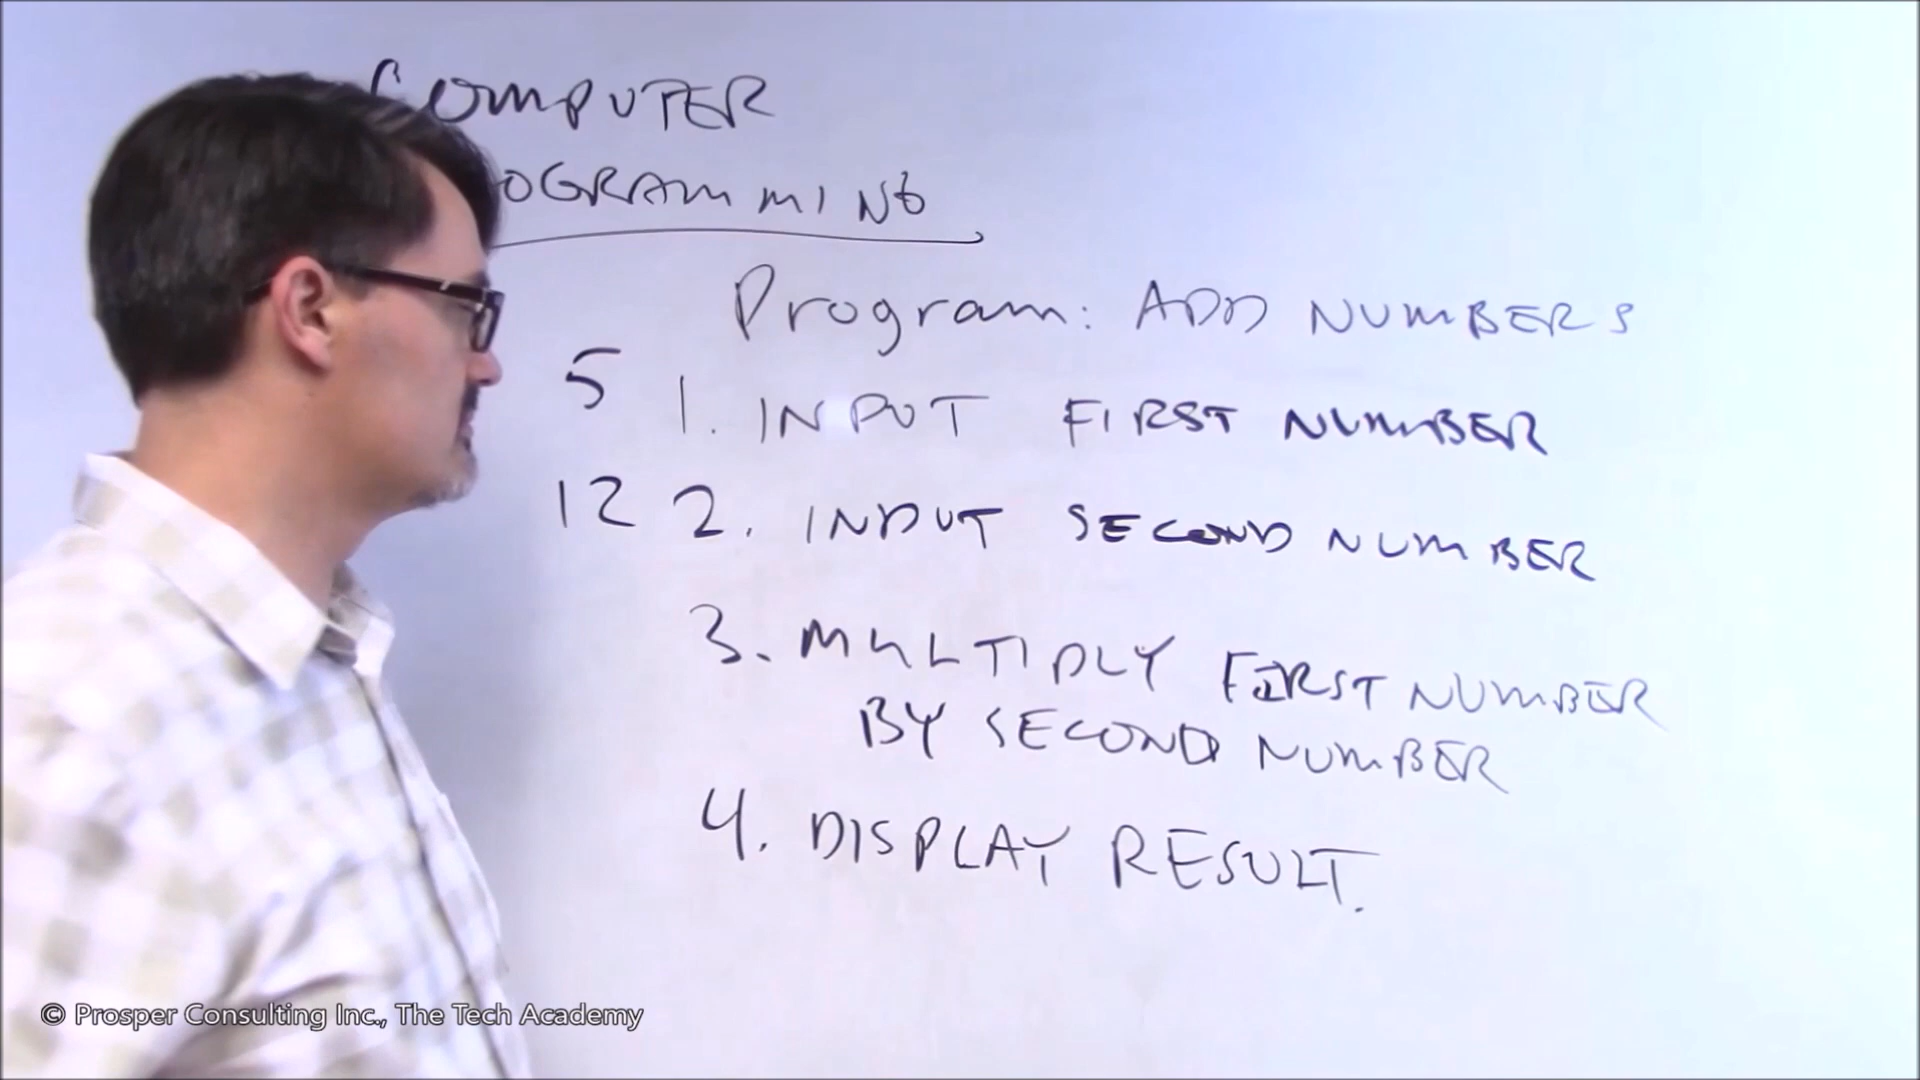 COMPUTER
OGRAMMING
Program: ADD NUMBERS
5 1. INPUT FIRST NUMBER
12 2. INPUT SECOND NUMBER
3. MULTIPLY FIRST NUMBER
BY SECOND NUMBER
4. DISPLAY RESULT.
© Prosper Consulting Inc., The Tech Academy